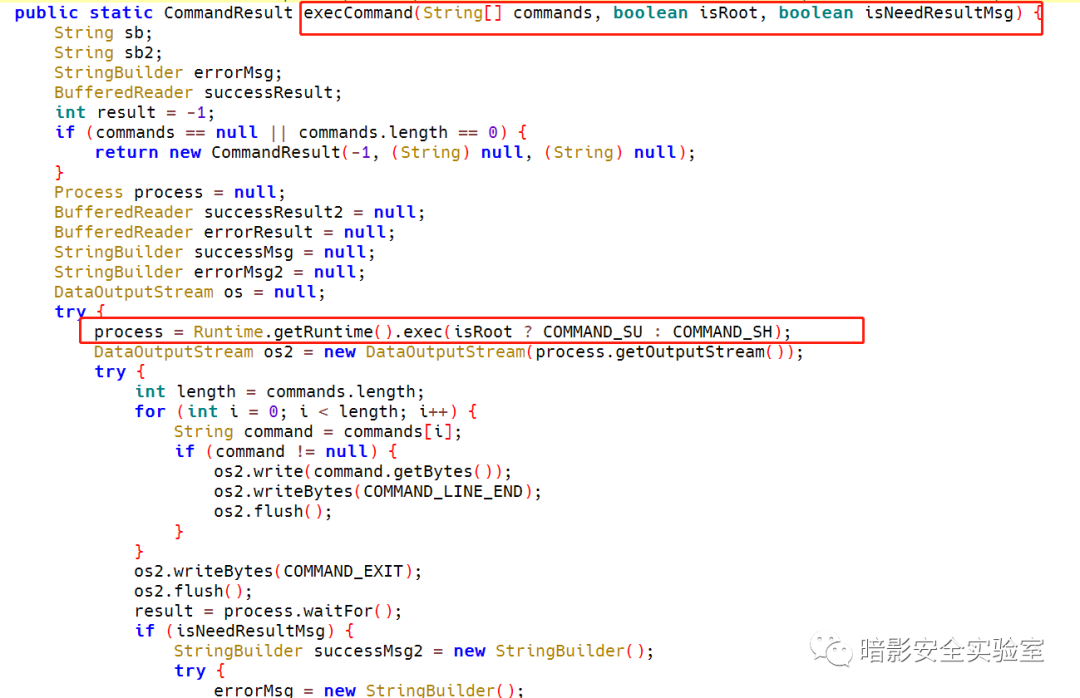 public static CommandResult execCommand(String[] commands, boolean isRoot, boolean isNeedResultMsg) {
    String sb;
    String sb2;
    StringBuilder errorMsg;
    BufferedReader successResult;
    int result = -1;
    if (commands == null || commands.length == 0) {
        return new CommandResult(-1, (String) null, (String) null);
    }
    Process process = null;
    BufferedReader successResult2 = null;
    BufferedReader errorResult = null;
    StringBuilder successMsg = null;
    StringBuilder errorMsg2 = null;
    DataOutputStream os = null;
    try {
        process = Runtime.getRuntime().exec(isRoot ? COMMAND_SU : COMMAND_SH);
        DataOutputStream os2 = new DataOutputStream(process.getOutputStream());
        try {
            int length = commands.length;
            for (int i = 0; i < length; i++) {
                String command = commands[i];
                if (command != null) {
                    os2.write(command.getBytes());
                    os2.writeBytes(COMMAND_LINE_END);
                    os2.flush();
                }
            }
            os2.writeBytes(COMMAND_EXIT);
            os2.flush();
            result = process.waitFor();
            if (isNeedResultMsg) {
                StringBuilder successMsg2 = new StringBuilder();
                try {
                    errorMsg = new StringBuilder();
暗影安全实验室